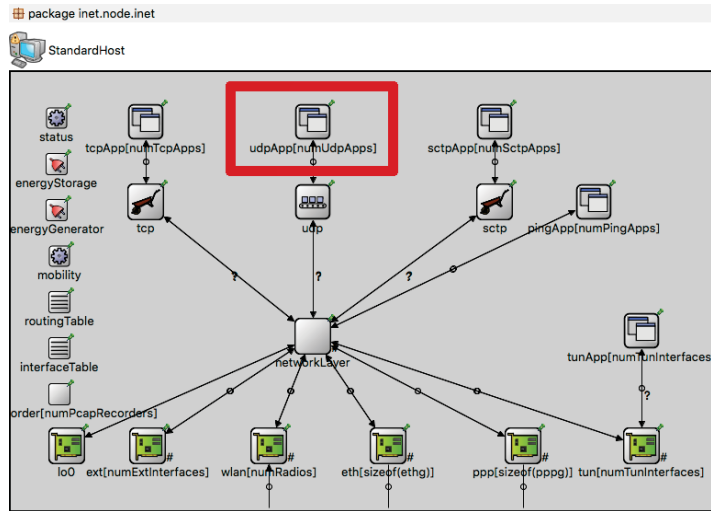 package inet.node.inet
StandardHost
status
tcpApp[numTcpApps]
udpApp[numUdpApps]
sctpApp[numSctpApps]
energyStorage
energyGenerator
tcp
udp
sctp
pingApp[numPingApps]
mobility
?
?
?
routingTable
interfaceTable
networkLayer
tunApp[numTunInterfaces
?
order[numPcapRecorders]
lo0
ext[numExtInterfaces]
#
wlan[numRadios]
#
eth[sizeof(ethg)]
#
ppp[sizeof(pppg)]
#
tun[numTunInterfaces]
#